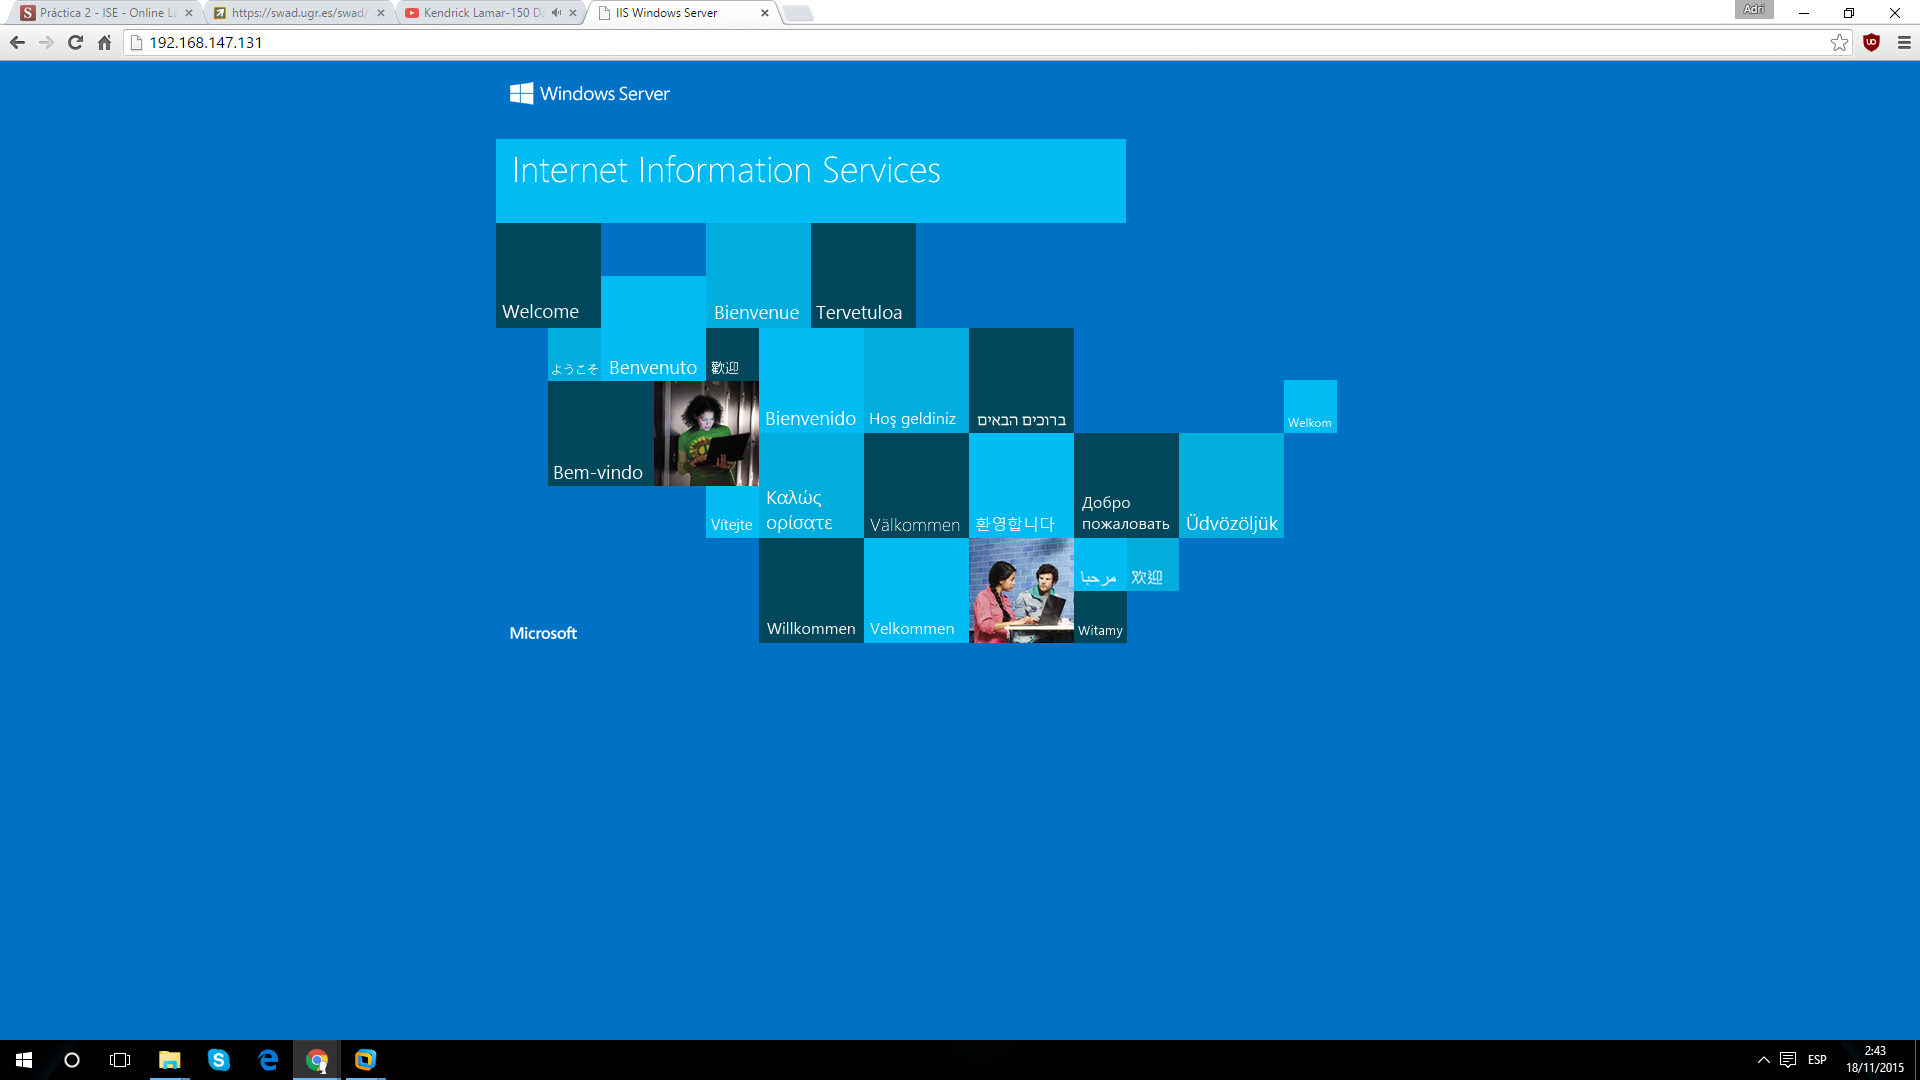 Práctica 2 - ISE - Online La
https://swad.ugr.es/swad/
Kendrick Lamar-150 Da
IIS Windows Server
Adri
192.168.147.131
Windows Server
Internet Information Services
Welcome
Bienvenue
Tervetuloa
ようこそ
Benvenuto
歡迎
Bienvenido
Hoş geldiniz
ברוכים הבאים
Welkom
Bem-vindo
Vítejte
Καλώς
ορίσατε
Välkommen
환영합니다
Добро
пожаловать
Üdvözöljük
مرحبا
欢迎
Willkommen
Velkommen
Witamy
Microsoft
ESP
2:43
18/11/2015